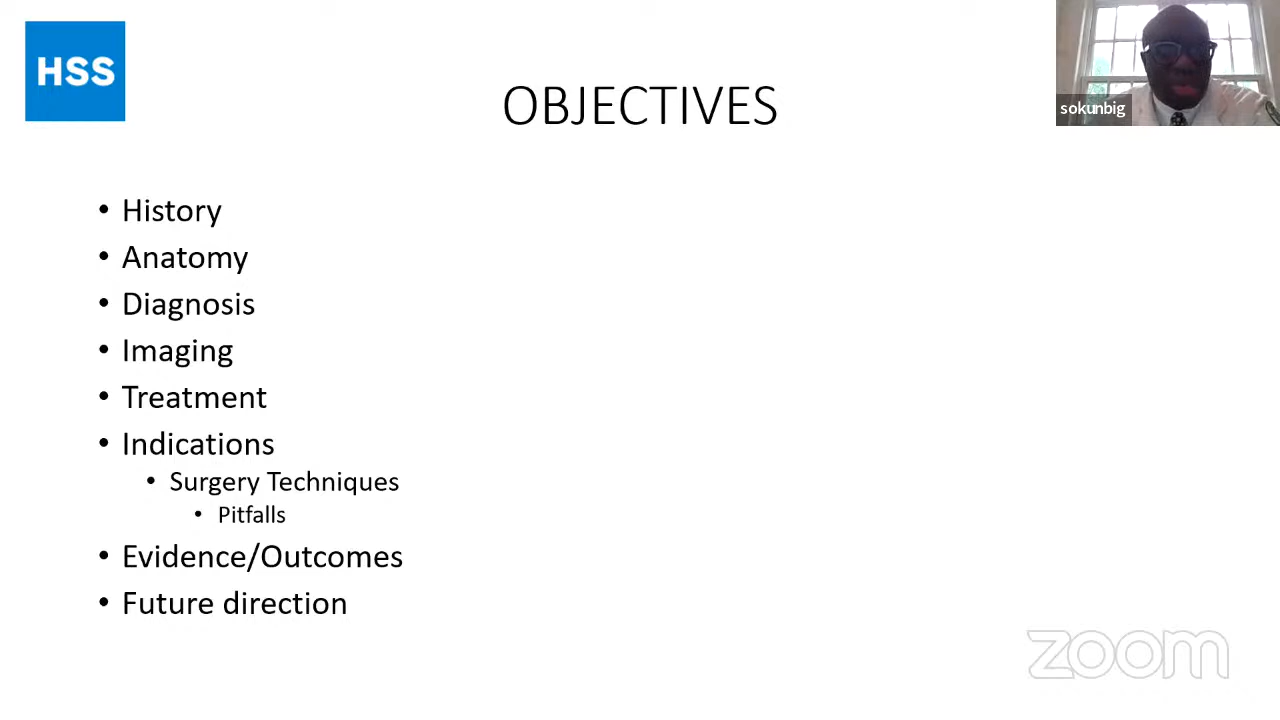 HSS
OBJECTIVES
sokunbig
• History
• Anatomy
• Diagnosis
• Imaging
• Treatment
• Indications
• Surgery Techniques
• Pitfalls
• Evidence/Outcomes
• Future direction
zoom